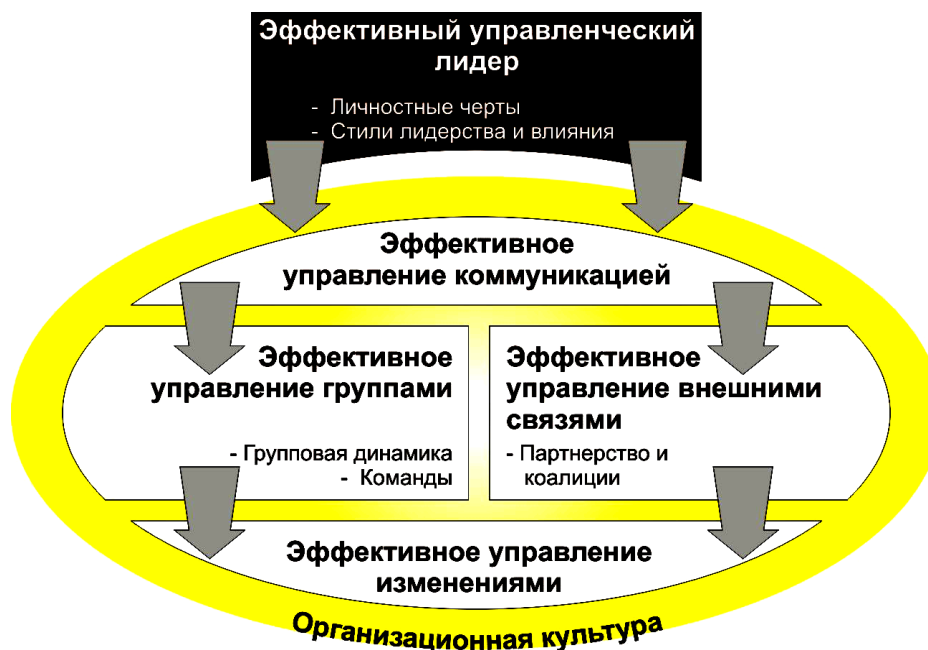 Эффективный управленческий
лидер
- Личностные черты
- Стили лидерства и влияния
Эффективное
управление коммуникацией
Эффективное
управление группами
- Групповая динамика
- Команды
Эффективное
управление внешними
связями
- Партнерство и
коалиции
Эффективное управление
изменениями
Организационная культура